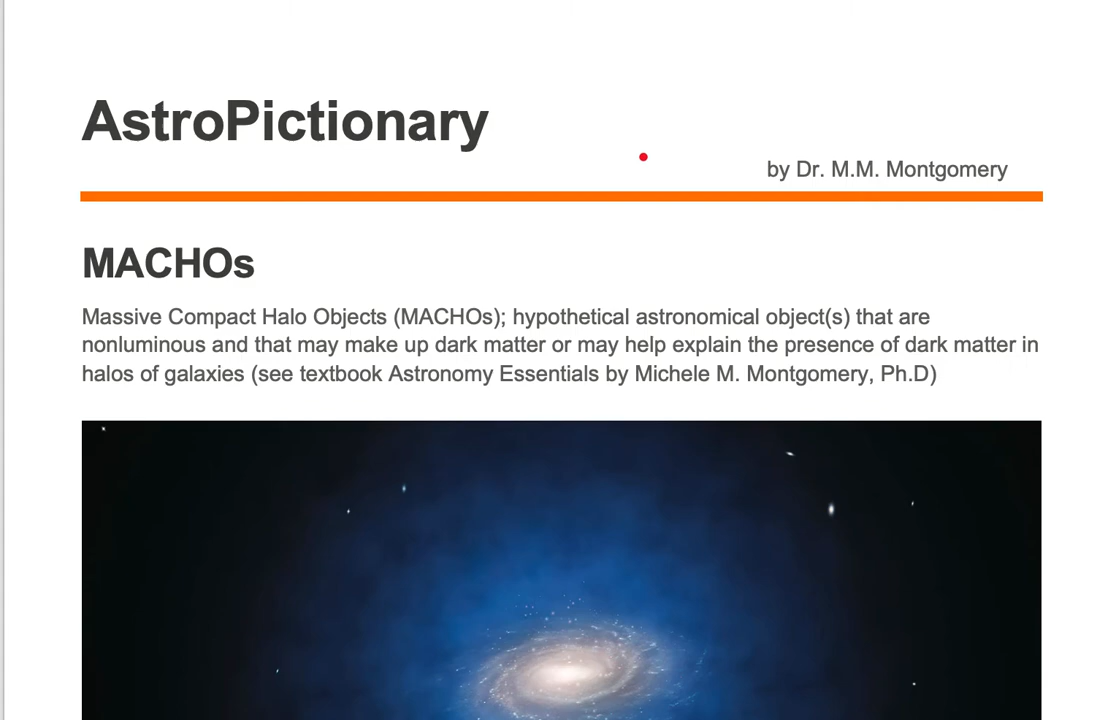 AstroPictionary
by Dr. M.M. Montgomery
MACHOs
Massive Compact Halo Objects (MACHOs); hypothetical astronomical object(s) that are
nonluminous and that may make up dark matter or may help explain the presence of dark matter in
halos of galaxies (see textbook Astronomy Essentials by Michele M. Montgomery, Ph.D)